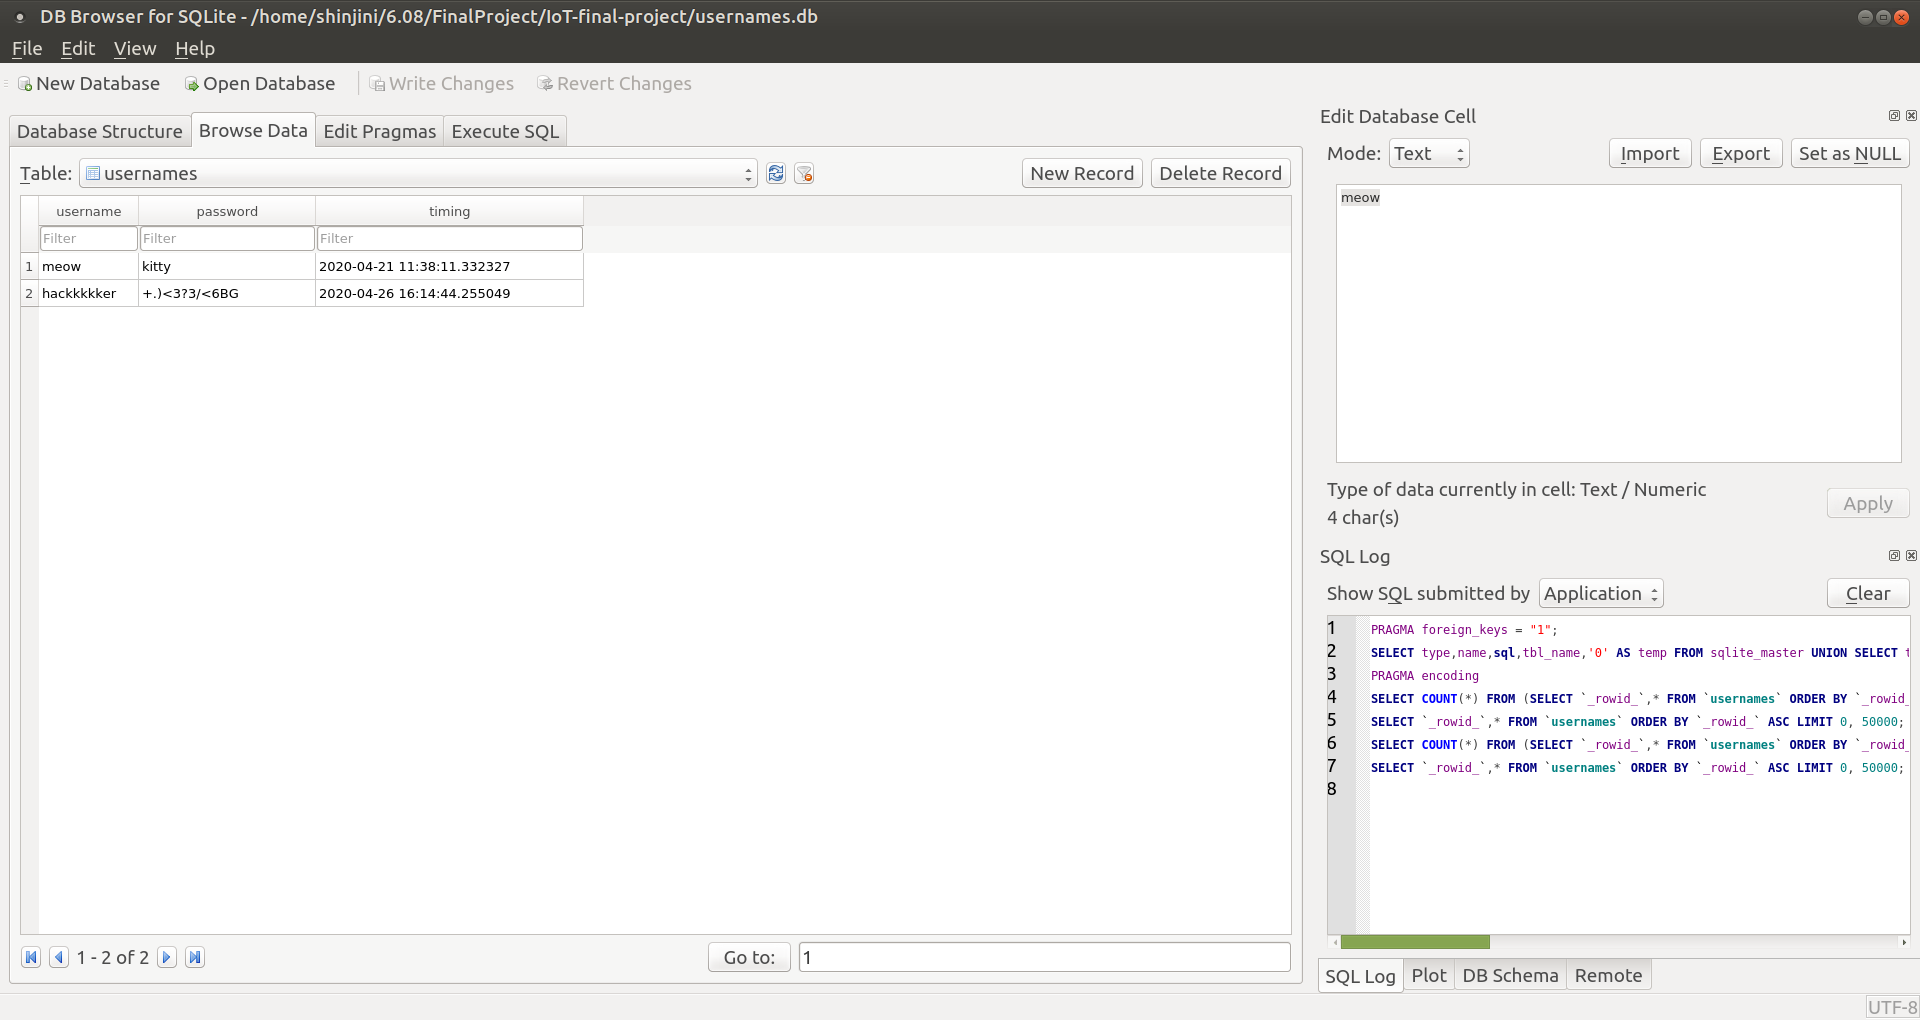 DB Browser for SQLite - /home/shinjini/6.08/FinalProject/IoT-final-project/usernames.db
File Edit View Help
New Database Open Database Write Changes Revert Changes
Database Structure Browse Data Edit Pragmas Execute SQL
Table: usernames New Record Delete Record
username password timing
Filter Filter Filter
1 meow kitty 2020-04-21 11:38:11.332327
2 hackkkkker +.)<3?3/<6BG 2020-04-26 16:14:44.255049
1 - 2 of 2 Go to: 1
Edit Database Cell
Mode: Text Import Export Set as NULL
meow
Type of data currently in cell: Text / Numeric
4 char(s)
Apply
SQL Log
Show SQL submitted by Application Clear
1 PRAGMA foreign_keys = "1";
2 SELECT type,name,sql,tbl_name,'0' AS temp FROM sqlite_master UNION SELECT
3 PRAGMA encoding
4 SELECT COUNT(*) FROM (SELECT `_rowid_`,* FROM `usernames` ORDER BY `_rowid_
5 SELECT `_rowid_`,* FROM `usernames` ORDER BY `_rowid_` ASC LIMIT 0, 50000;
6 SELECT COUNT(*) FROM (SELECT `_rowid_`,* FROM `usernames` ORDER BY `_rowid_
7 SELECT `_rowid_`,* FROM `usernames` ORDER BY `_rowid_` ASC LIMIT 0, 50000;
8
SQL Log Plot DB Schema Remote
UTF-8